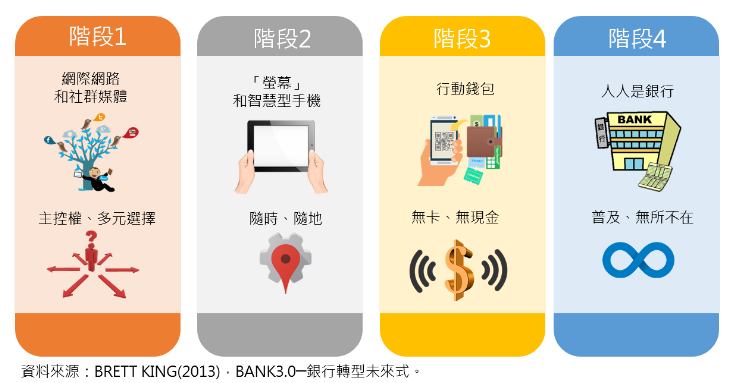 階段1
網際網路
和社群媒體
主控權、多元選擇
階段2
「螢幕」
和智慧型手機
隨時、隨地
階段3
行動錢包
無卡、無現金
階段4
人人是銀行
BANK
銀行
普及、無所不在
資料來源：BRETT KING(2013)，BANK3.0─銀行轉型未來式。